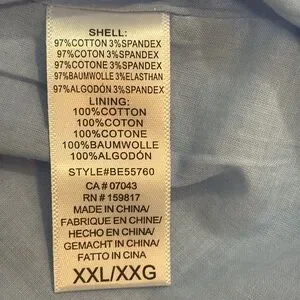 SHELL:
97%COTTON 3%SPANDEX
97%COTON 3%SPANDEX
97%COTONE 3%SPANDEX
97%BAUMWOLLE 3%ELASTHAN
97%ALGODÓN 3%SPANDEX
LINING:
100%COTTON
100%COTON
100%COTONE
100%BAUMWOLLE
100%ALGODÓN
STYLE#BE55760
CA# 07043
RN # 159817
MADE IN CHINA/
FABRIQUE EN CHINE/
HECHO EN CHINA/
GEMACHT IN CHINA/
FATTO IN CINA
XXL/XXG